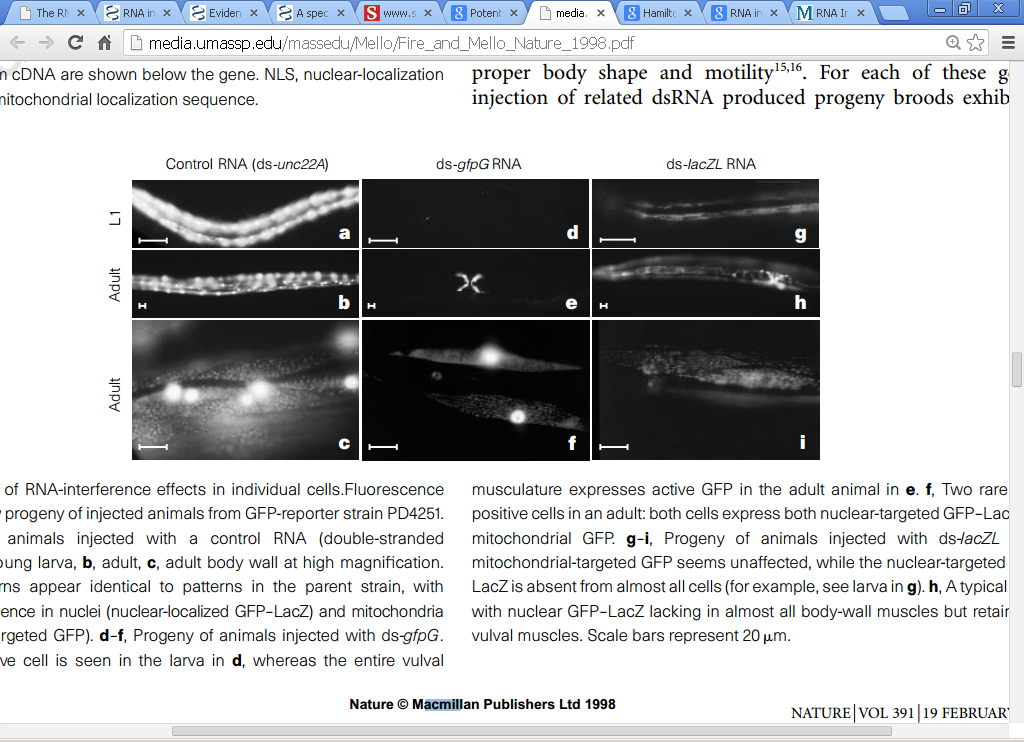 The RN
RNA in
Eviden
A spec
www.s
Potent
media.
Hamilto
RNA in
RNA Ir
media.umassp.edu/massedu/Mello/Fire_and_Mello_Nature_1998.pdf
m cDNA are shown below the gene. NLS, nuclear-localization
mitochondrial localization sequence.
proper body shape and motility15,16. For each of these g
injection of related dsRNA produced progeny broods exhib
Control RNA (ds-unc22A)
ds-gfpG RNA
ds-lacZL RNA
L1
a
d
g
Adult
b
e
h
Adult
c
f
i
of RNA-interference effects in individual cells.Fluorescence
progeny of injected animals from GFP-reporter strain PD4251.
animals injected with a control RNA (double-stranded
oung larva, b, adult, c, adult body wall at high magnification.
rns appear identical to patterns in the parent strain, with
ence in nuclei (nuclear-localized GFP–LacZ) and mitochondria
rgeted GFP). d–f, Progeny of animals injected with ds-gfpG.
ve cell is seen in the larva in d, whereas the entire vulval
musculature expresses active GFP in the adult animal in e. f, Two rare
positive cells in an adult: both cells express both nuclear-targeted GFP–Lac
mitochondrial GFP. g–i, Progeny of animals injected with ds-lacZL
mitochondrial-targeted GFP seems unaffected, while the nuclear-targeted
LacZ is absent from almost all cells (for example, see larva in g). h, A typical
with nuclear GFP–LacZ lacking in almost all body-wall muscles but retair
vulval muscles. Scale bars represent 20 μm.
Nature © Macmillan Publishers Ltd 1998
NATURE|VOL 391|19 FEBRUARY